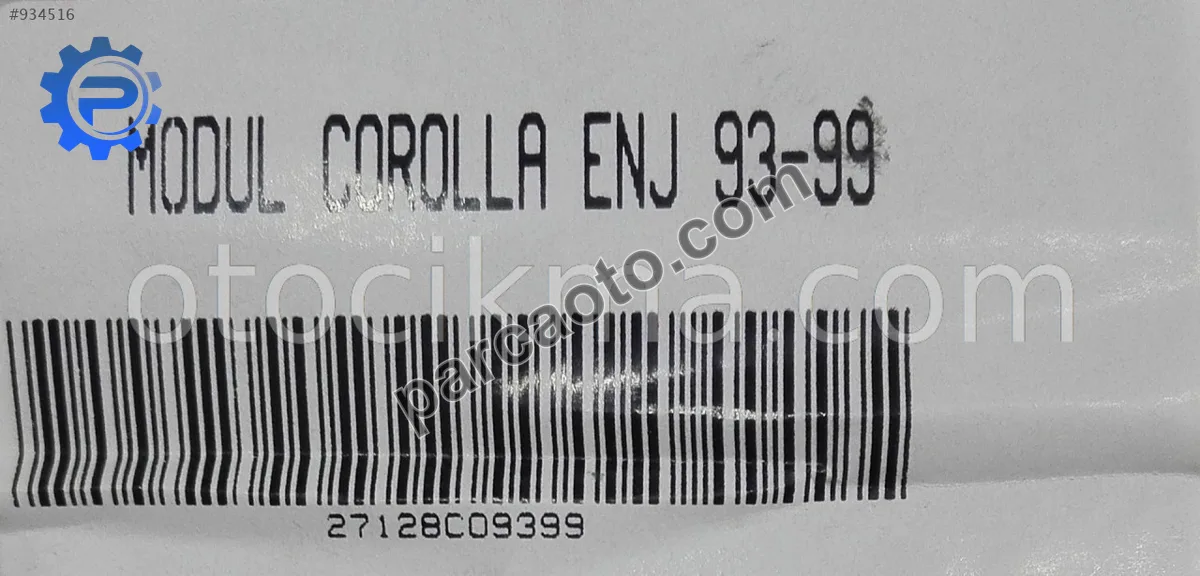 #934516
P
MODUL COROLLA ENJ 93-99
otocikma.com
parcaoto.com
27128C09399